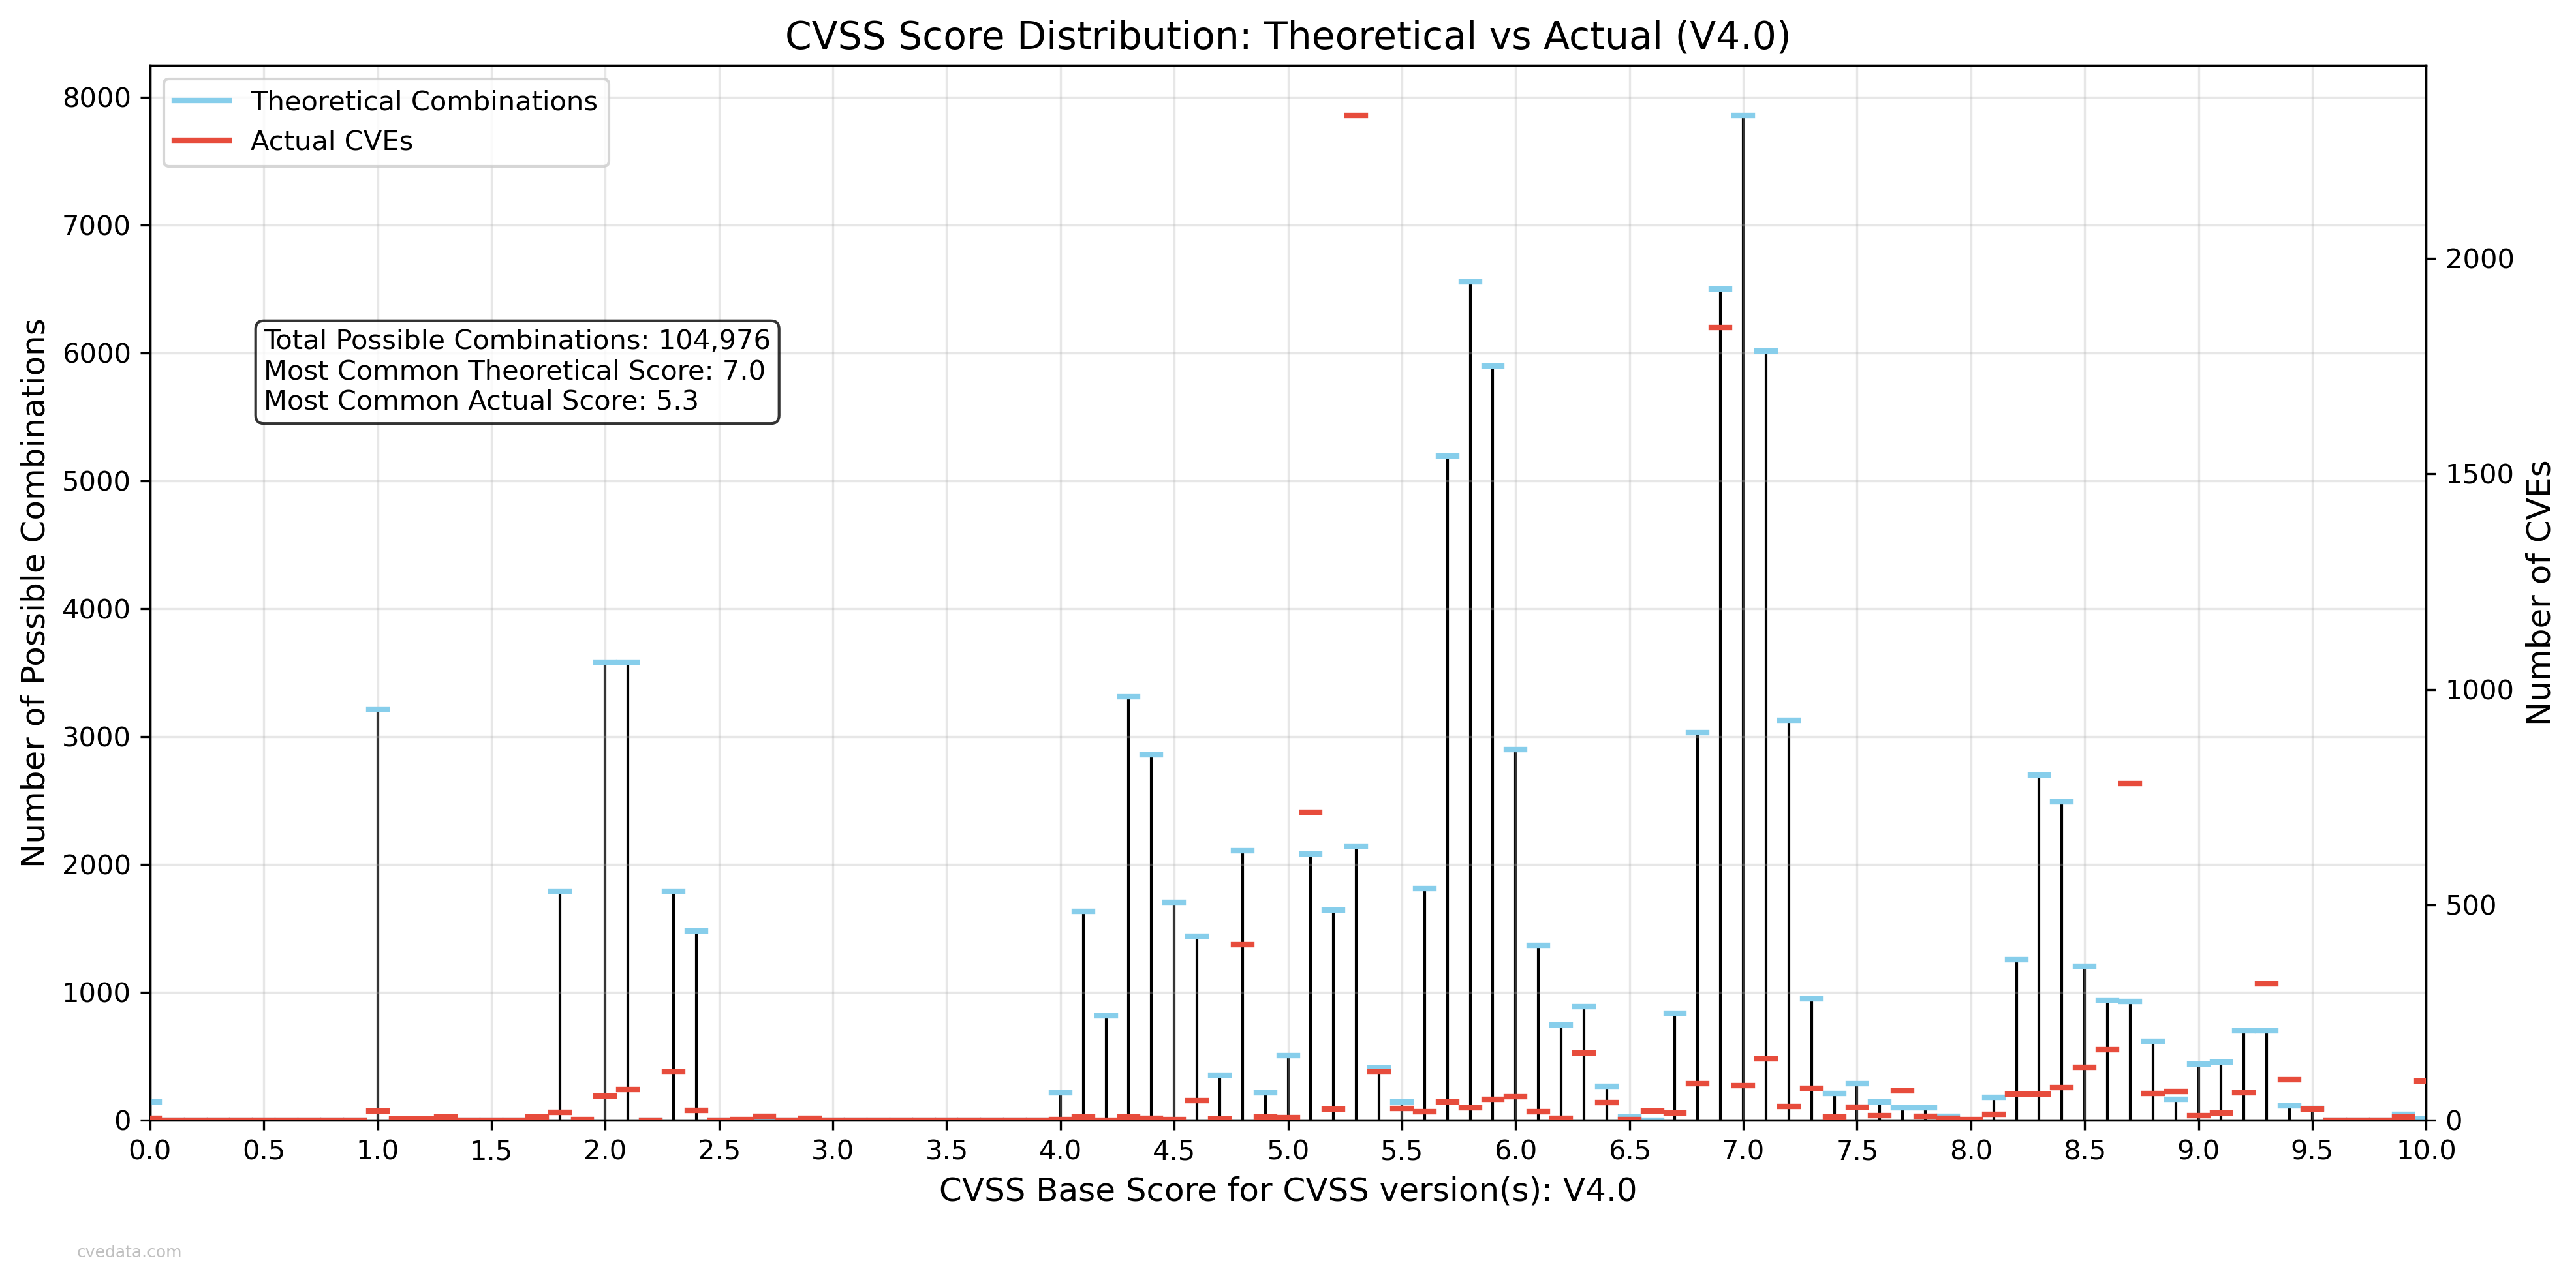 CVSS Score Distribution: Theoretical vs Actual (V4.0)
Theoretical Combinations
Actual CVEs
Total Possible Combinations: 104,976
Most Common Theoretical Score: 7.0
Most Common Actual Score: 5.3
Number of Possible Combinations
8000
7000
6000
5000
4000
3000
2000
1000
0
Number of CVEs
2000
1500
1000
500
0
0.0 0.5 1.0 1.5 2.0 2.5 3.0 3.5 4.0 4.5 5.0 5.5 6.0 6.5 7.0 7.5 8.0 8.5 9.0 9.5 10.0
CVSS Base Score for CVSS version(s): V4.0
cvedata.com